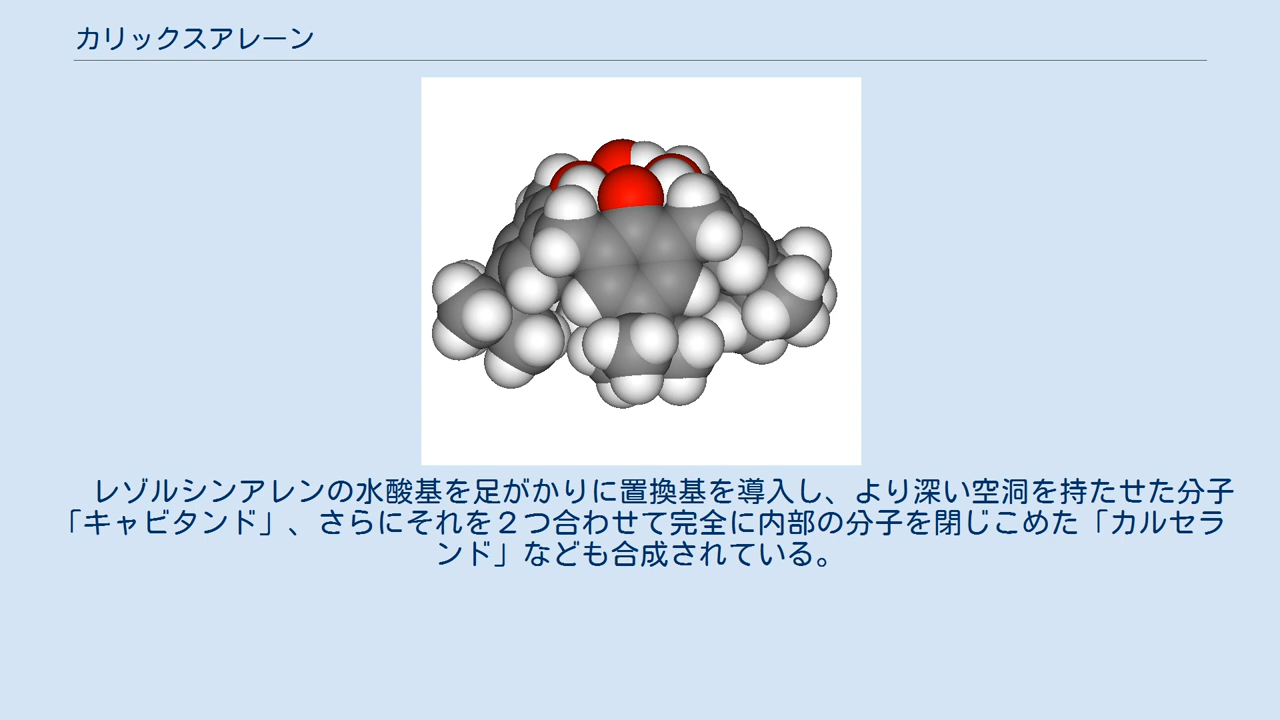 カリックスアレーン
レゾルシンアレンの水酸基を足がかりに置換基を導入し、より深い空洞を持たせた分子
「キャビタンド」、さらにそれを２つ合わせて完全に内部の分子を閉じこめた「カルセラ
ンド」なども合成されている。